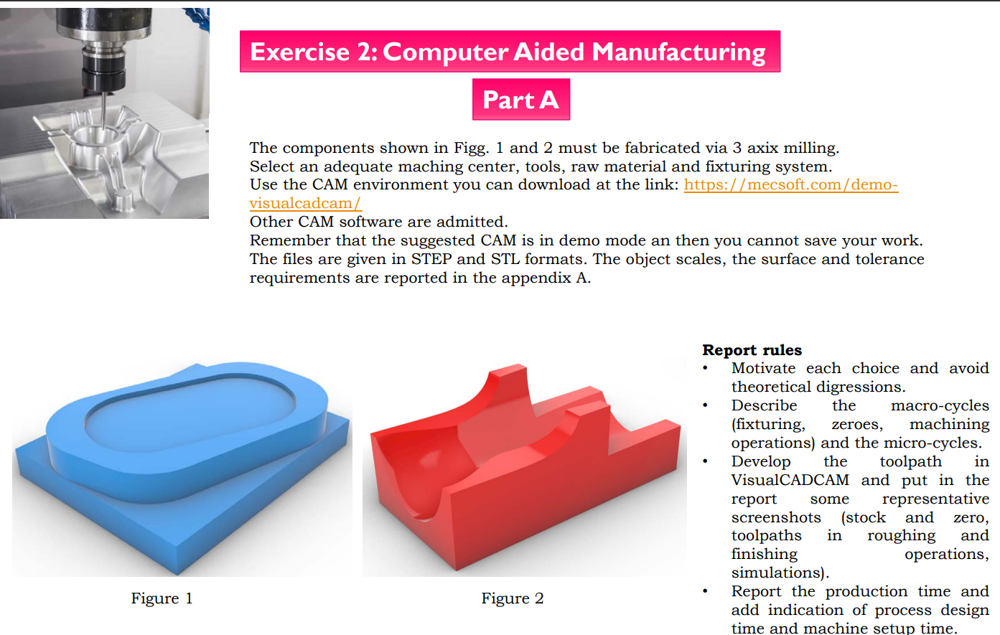 Exercise 2: Computer Aided Manufacturing
Part A
The components shown in Figg. 1 and 2 must be fabricated via 3 axix milling.
Select an adequate maching center, tools, raw material and fixturing system.
Use the CAM environment you can download at the link: https://mecsoft.com/demo-
visualcadcam/
Other CAM software are admitted.
Remember that the suggested CAM is in demo mode an then you cannot save your work.
The files are given in STEP and STL formats. The object scales, the surface and tolerance
requirements are reported in the appendix A.
Figure 1
Figure 2
Report rules
• Motivate each choice and avoid
theoretical digressions.
• Describe the macro-cycles
(fixturing, zeroes, machining
operations) and the micro-cycles.
• Develop the toolpath in
VisualCADCAM and put in the
report some representative
screenshots (stock and zero,
toolpaths in roughing and
finishing operations,
simulations).
• Report the production time and
add indication of process design
time and machine setup time.